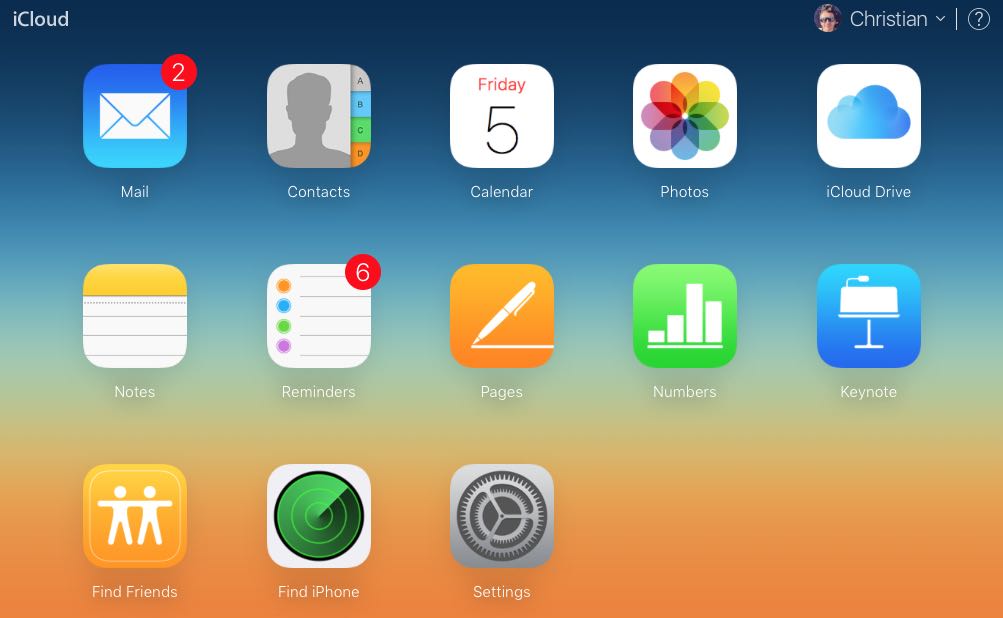 iCloud
Christian
?
2
Friday
5
A
B
C
D
Mail
Contacts
Calendar
Photos
iCloud Drive
6
Notes
Reminders
Pages
Numbers
Keynote
Find Friends
Find iPhone
Settings